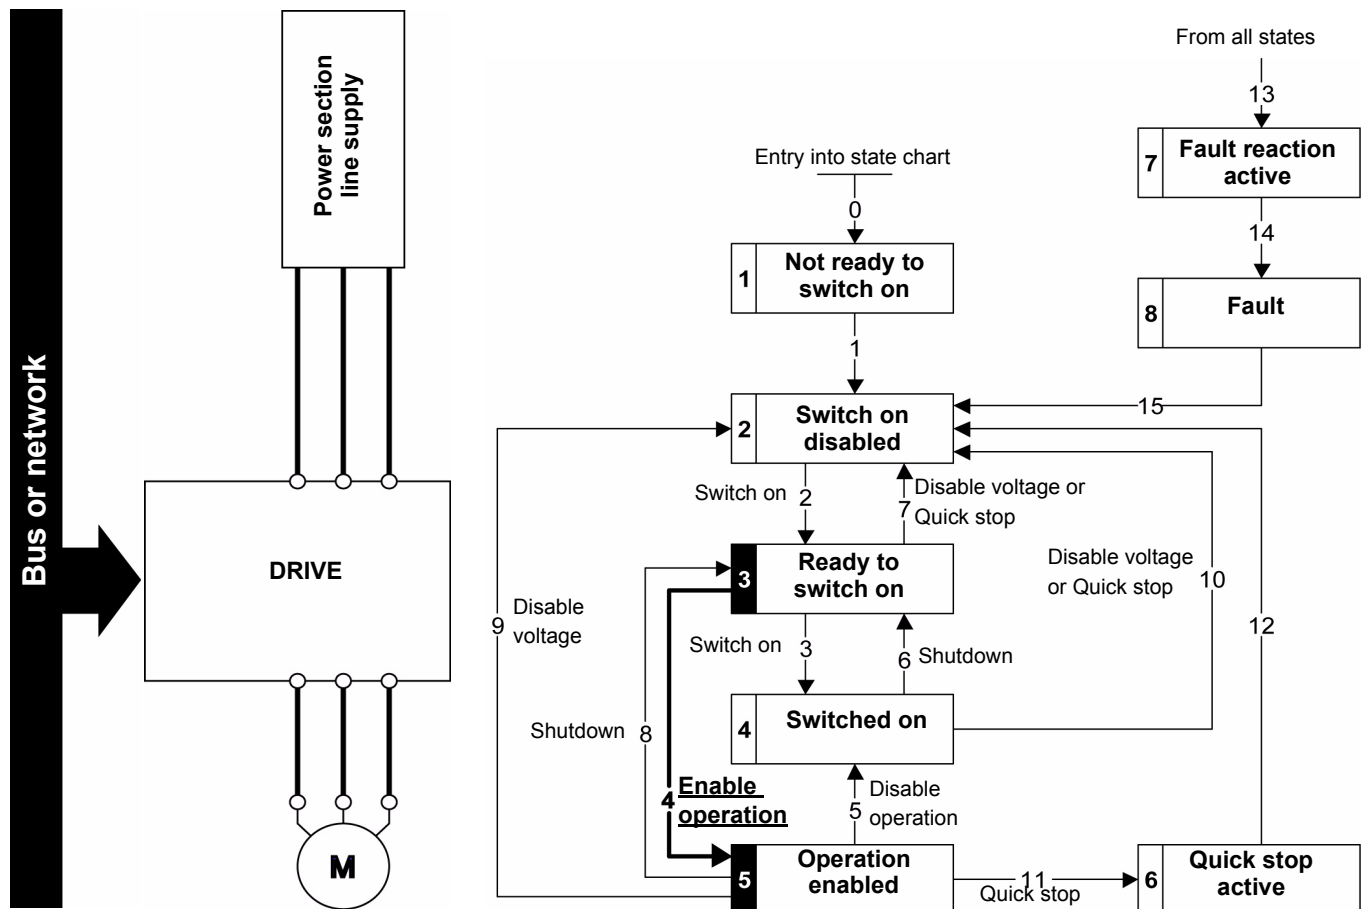 Bus or network
Power section
line supply
DRIVE
M
From all states
13
7
Fault reaction
active
14
8
Fault
15
Entry into state chart
0
1
Not ready to
switch on
1
2
Switch on
disabled
Switch on
2
7
Disable voltage or
Quick stop
3
Ready to
switch on
Disable voltage
or Quick stop
10
12
9
Disable
voltage
Switch on
3
6
Shutdown
4
Switched on
Shutdown
8
4
Enable
operation
5
Disable
operation
5
Operation
enabled
11
Quick stop
6
Quick stop
active